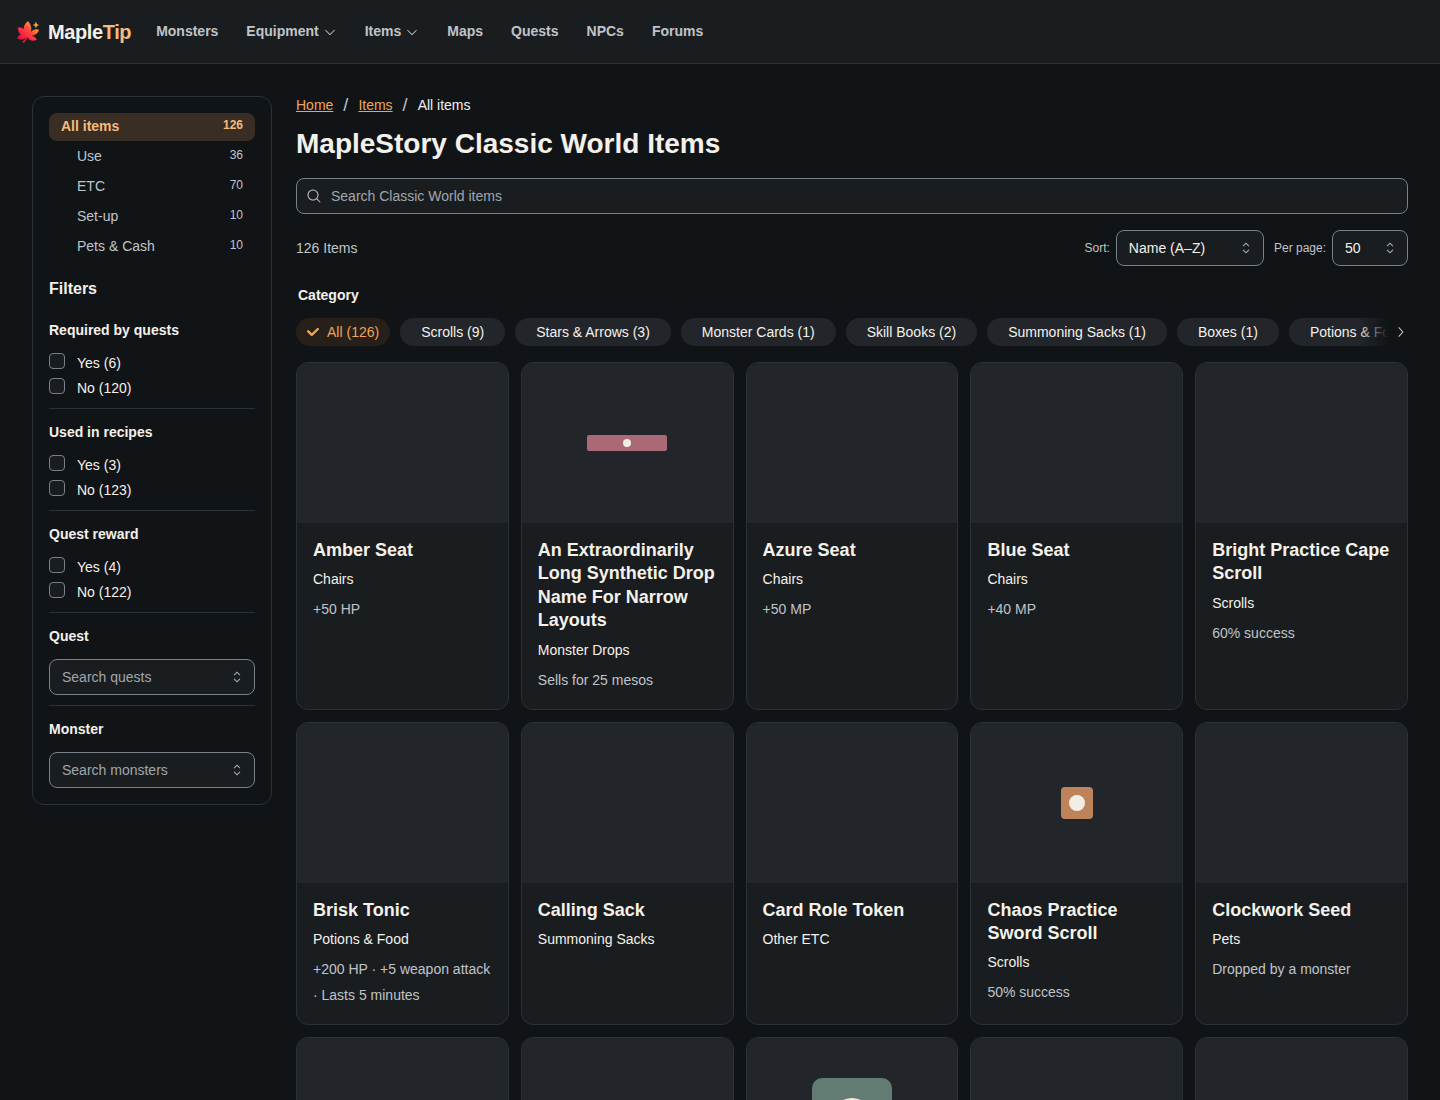 MapleTip
Monsters
Equipment
Items
Maps
Quests
NPCs
Forums
All items 126
Use 36
ETC 70
Set-up 10
Pets & Cash 10
Filters
Required by quests
Yes (6)
No (120)
Used in recipes
Yes (3)
No (123)
Quest reward
Yes (4)
No (122)
Quest
Search quests
Monster
Search monsters
Home / Items / All items
MapleStory Classic World Items
Search Classic World items
126 Items
Sort: Name (A–Z)
Per page: 50
Category
All (126)
Scrolls (9)
Stars & Arrows (3)
Monster Cards (1)
Skill Books (2)
Summoning Sacks (1)
Boxes (1)
Potions &
Amber Seat
Chairs
+50 HP
An Extraordinarily
Long Synthetic Drop
Name For Narrow
Layouts
Monster Drops
Sells for 25 mesos
Azure Seat
Chairs
+50 MP
Blue Seat
Chairs
+40 MP
Bright Practice Cape
Scroll
Scrolls
60% success
Brisk Tonic
Potions & Food
+200 HP · +5 weapon attack
· Lasts 5 minutes
Calling Sack
Summoning Sacks
Card Role Token
Other ETC
Chaos Practice
Sword Scroll
Scrolls
50% success
Clockwork Seed
Pets
Dropped by a monster